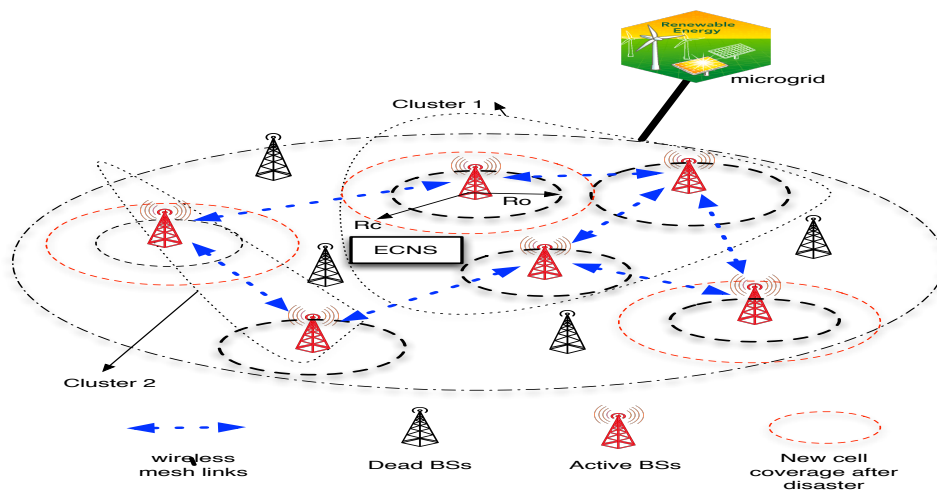 Renewable
Energy
microgrid
Cluster 1
Ro
Rc
ECNS
Cluster 2
wireless
mesh links
Dead BSs
Active BSs
New cell
coverage after
disaster